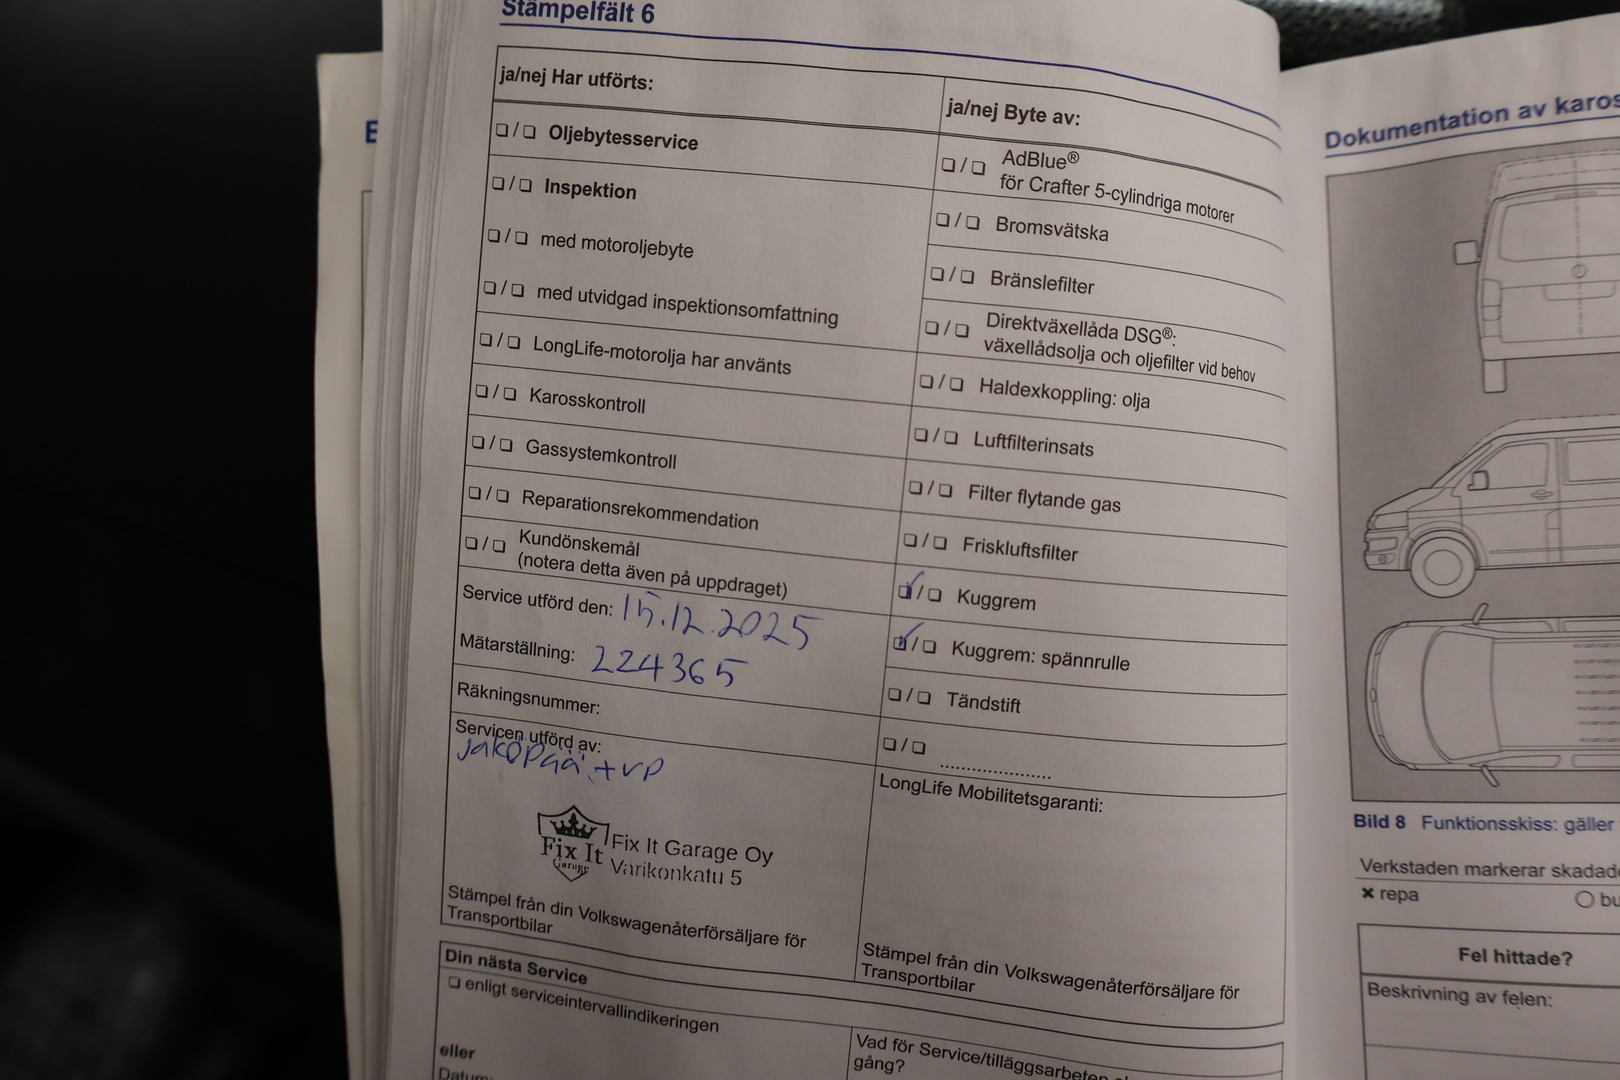 Stämpelfält 6
ja/nej Har utförts:
❏ / ❏ Oljebytesservice
❏ / ❏ Inspektion
❏ / ❏ med motoroljebyte
❏ / ❏ med utvidgad inspektionsomfattning
❏ / ❏ LongLife-motorolja har använts
❏ / ❏ Karosskontroll
❏ / ❏ Gassystemkontroll
❏ / ❏ Reparationsrekommendation
❏ / ❏ Kundönskemål
(notera detta även på uppdraget)
Service utförd den: 15.12.2025
Mätarställning: 224365
Räkningsnummer:
Servicen utförd av:
jakopää + vp
Fix It
Garage
Fix It Garage Oy
Varikonkatu 5
Stämpel från din Volkswagenåterförsäljare för
Transportbilar
ja/nej Byte av:
❏ / ❏ AdBlue®
för Crafter 5-cylindriga motorer
❏ / ❏ Bromsvätska
❏ / ❏ Bränslefilter
❏ / ❏ Direktväxellåda DSG®:
växellådsolja och oljefilter vid behov
❏ / ❏ Haldexkoppling: olja
❏ / ❏ Luftfilterinsats
❏ / ❏ Filter flytande gas
❏ / ❏ Friskluftsfilter
☑ / ❏ Kuggrem
☑ / ❏ Kuggrem: spännrulle
❏ / ❏ Tändstift
❏ / ❏ ....................
LongLife Mobilitetsgaranti:
Stämpel från din Volkswagenåterförsäljare för
Transportbilar
Din nästa Service
❏ enligt serviceintervallindikeringen
eller
Datum:
Vad för Service/tilläggsarbeten
gång?
Dokumentation av
Bild 8 Funktionsskiss: gäller
Verkstaden markerar
✖ repa
Fel hittade?
Beskrivning av felen: